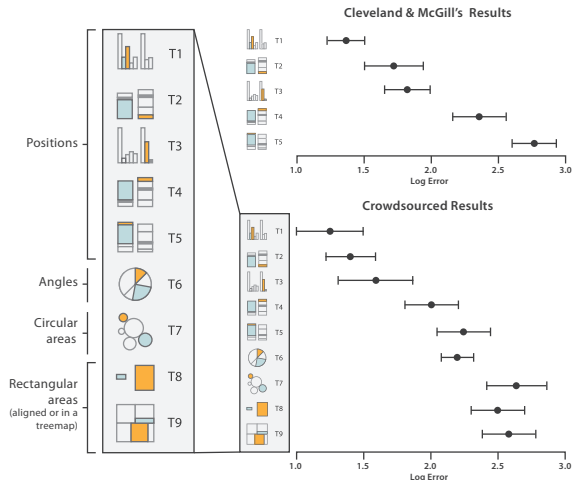 Cleveland & McGill's Results
Positions
T1
T2
T3
T4
T5
Angles
T6
Circular
areas
T7
Rectangular
areas
(aligned or in a
treemap)
T8
T9
T1
T2
T3
T4
T5
1.0
1.5
2.0
2.5
3.0
Log Error
Crowdsourced Results
T1
T2
T3
T4
T5
T6
T7
T8
T9
1.0
1.5
2.0
2.5
3.0
Log Error